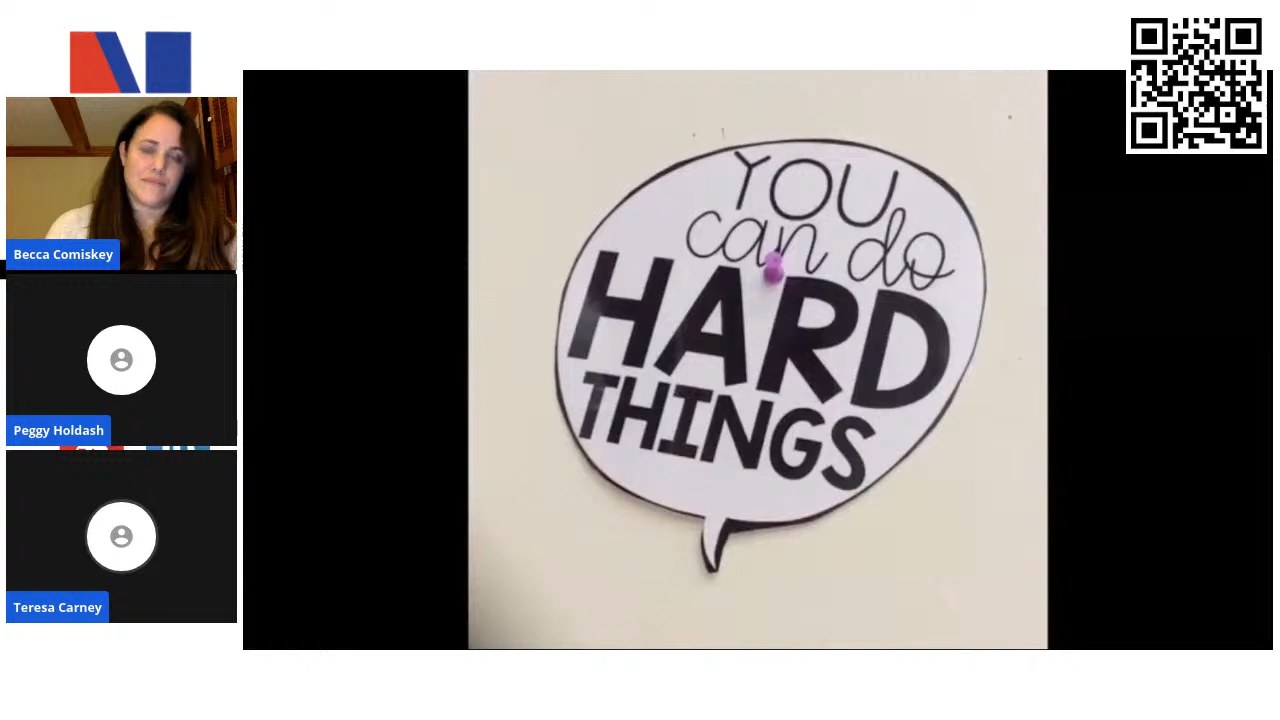 Becca Comiskey
Peggy Holdash
Teresa Carney
YOU
can do
HARD
THINGS